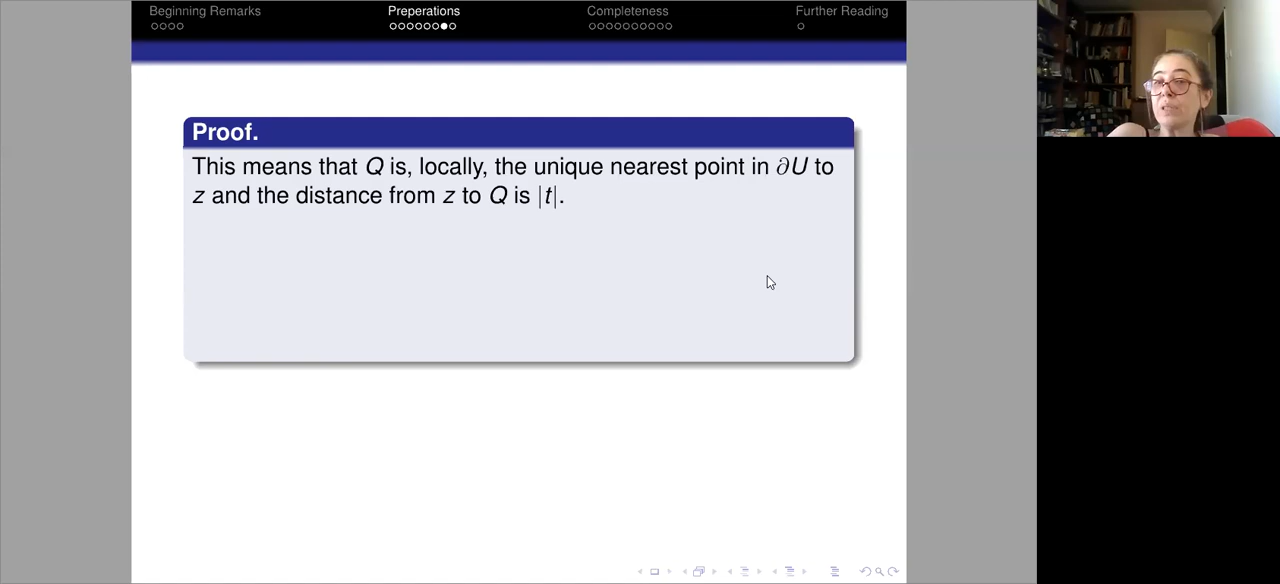 Beginning Remarks Preperations Completeness Further Reading
Proof.
This means that Q is, locally, the unique nearest point in ∂U to
z and the distance from z to Q is |t|.